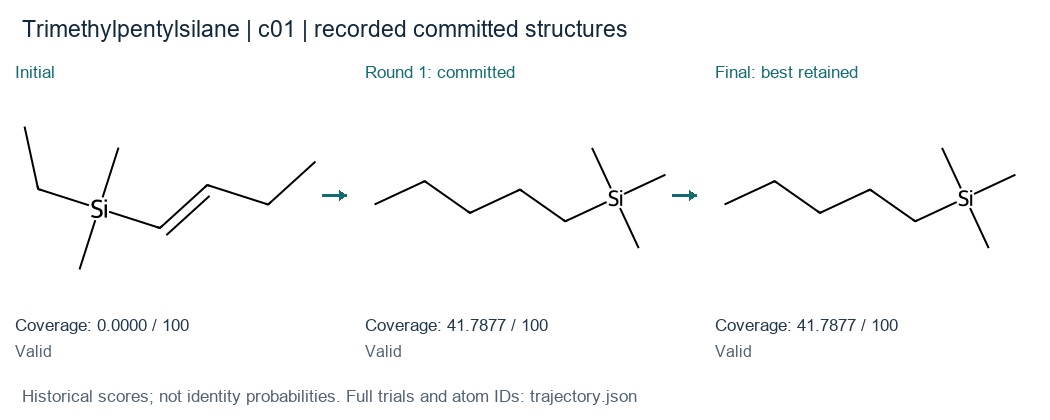 Trimethylpentylsilane | c01 | recorded committed structures
Initial
Round 1: committed
Final: best retained
Si
Si
Si
Coverage: 0.0000 / 100
Coverage: 41.7877 / 100
Coverage: 41.7877 / 100
Valid
Valid
Valid
Historical scores; not identity probabilities. Full trials and atom IDs: trajectory.json